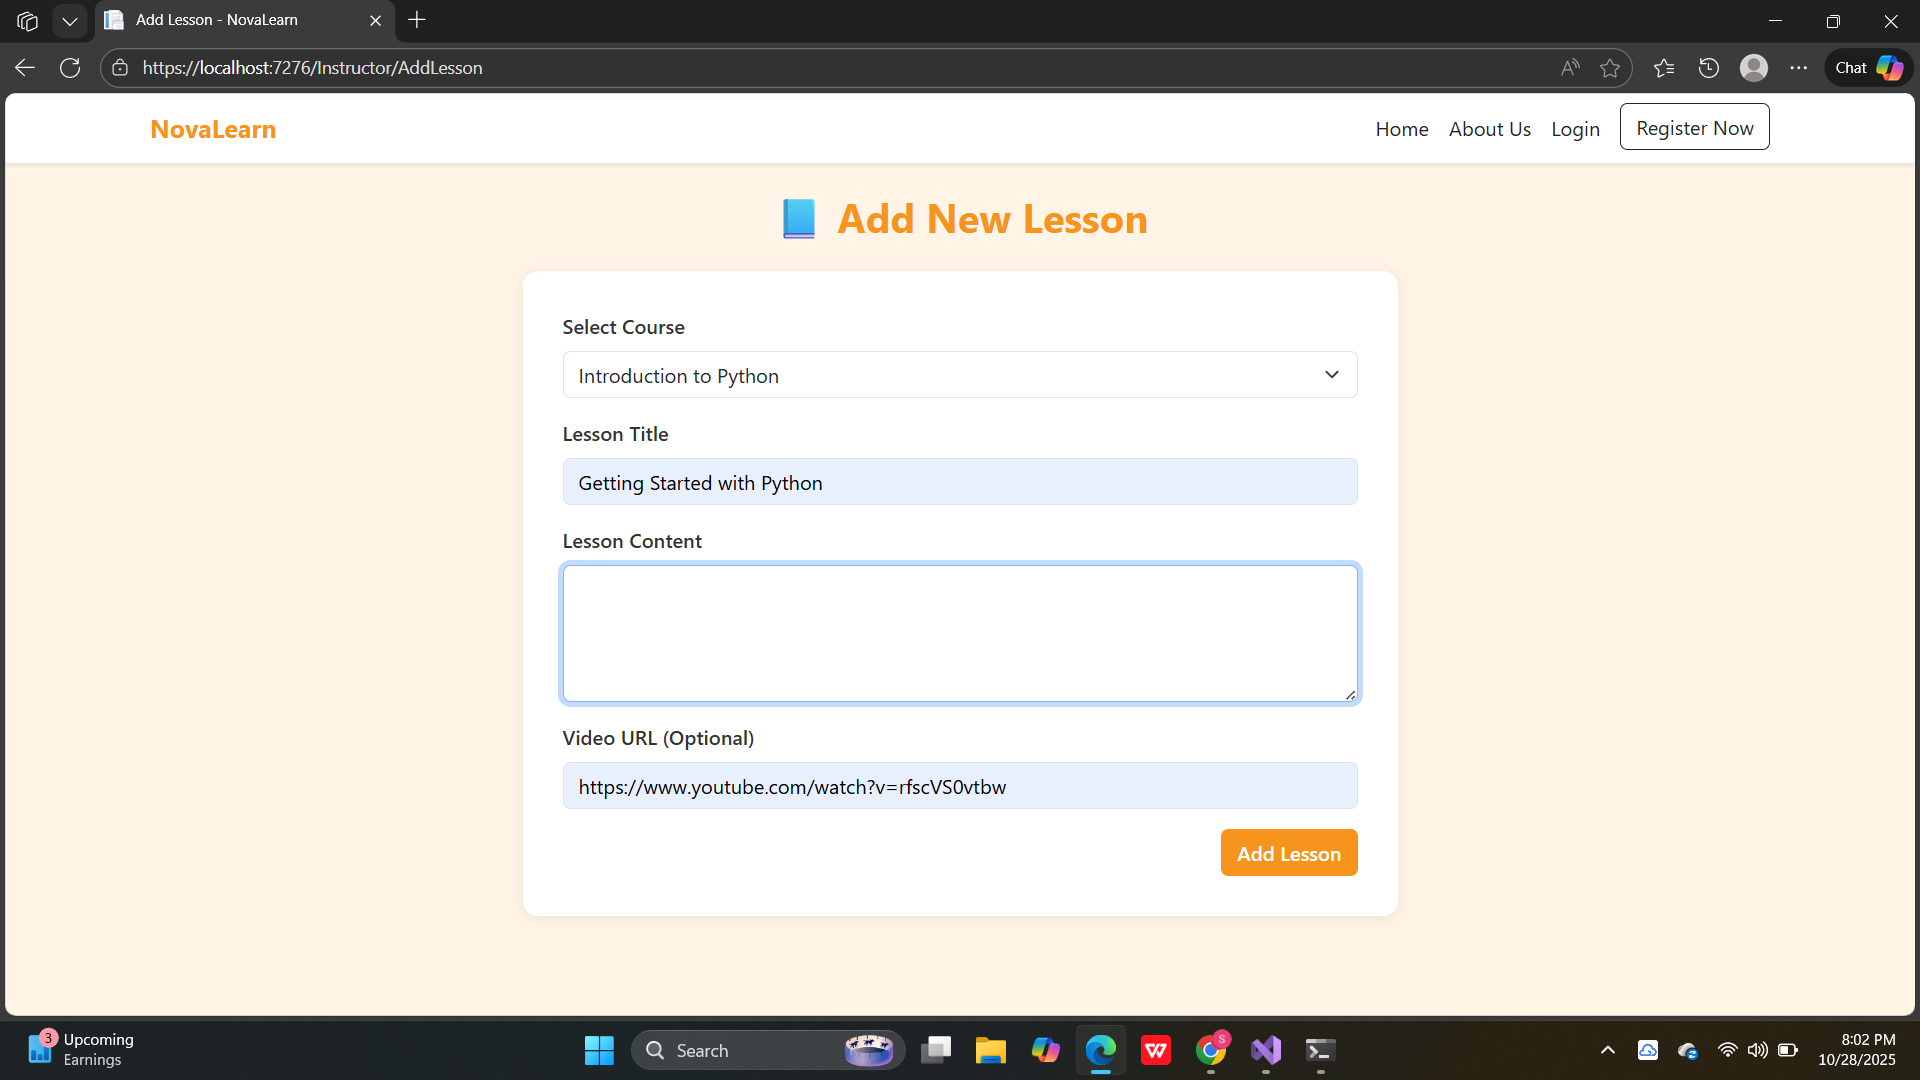 Add Lesson - NovaLearn
https://localhost:7276/Instructor/AddLesson
Chat
NovaLearn
Home
About Us
Login
Register Now
Add New Lesson
Select Course
Introduction to Python
Lesson Title
Getting Started with Python
Lesson Content
Video URL (Optional)
https://www.youtube.com/watch?v=rfscVS0vtbw
Add Lesson
3
Upcoming
Earnings
Search
W
S
8:02 PM
10/28/2025